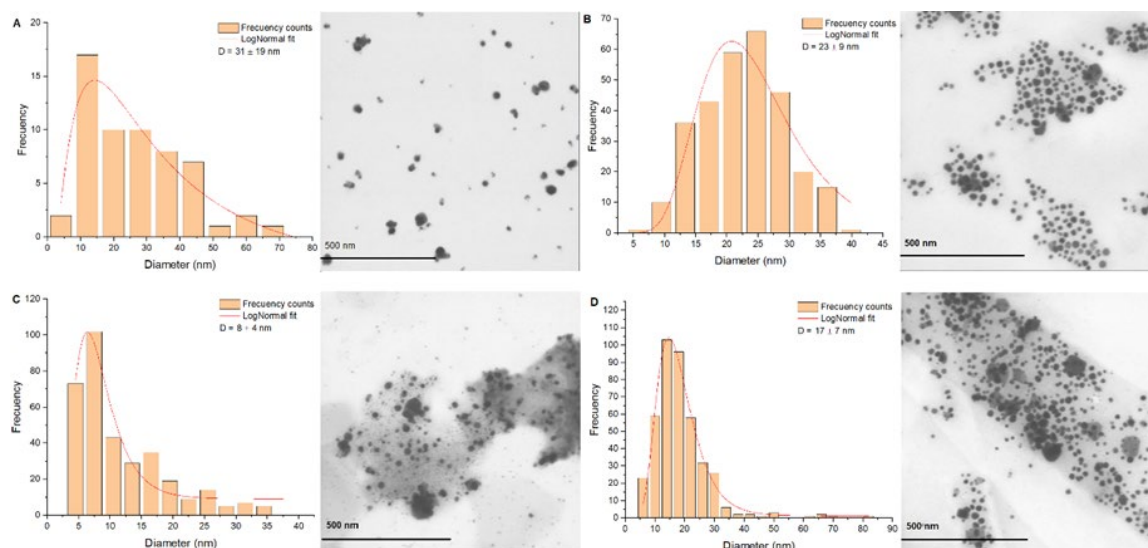 A
Frecuency counts
LogNormal fit
D = 31 ± 19 nm
Frecuency
20
15
10
5
0
0 10 20 30 40 50 60 70 80
Diameter (nm)
500 nm
B
Frecuency counts
LogNormal fit
D = 23 ± 9 nm
Frecuency
70
60
50
40
30
20
10
0
5 10 15 20 25 30 35 40 45
Diameter (nm)
500 nm
C
Frecuency counts
LogNormal fit
D = 8 ± 4 nm
Frecuency
120
100
80
60
40
20
0
0 5 10 15 20 25 30 35 40
Diameter (nm)
500 nm
D
Frecuency counts
LogNormal fit
D = 17 ± 7 nm
Frecuency
120
110
100
90
80
70
60
50
40
30
20
10
0
0 10 20 30 40 50 60 70 80 90
Diameter (nm)
500 nm